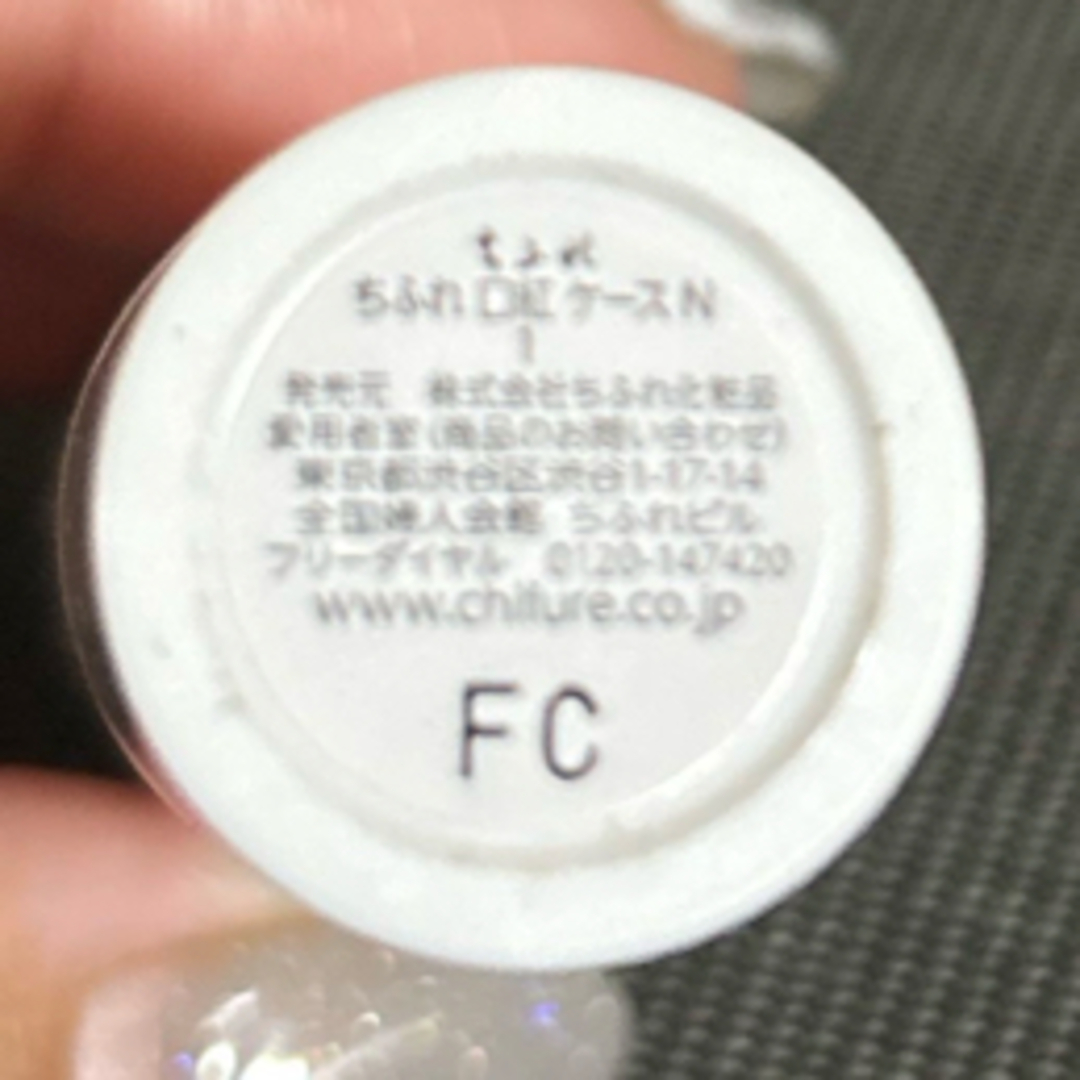 ちふれ
ちふれ口紅ケースN
1
発売元 株式会社ちふれ化粧品
愛用者室(商品のお問い合わせ)
東京都渋谷区渋谷1-17-14
全国婦人会館 ちふれビル
フリーダイヤル 0120-147420
www.chifure.co.jp
FC